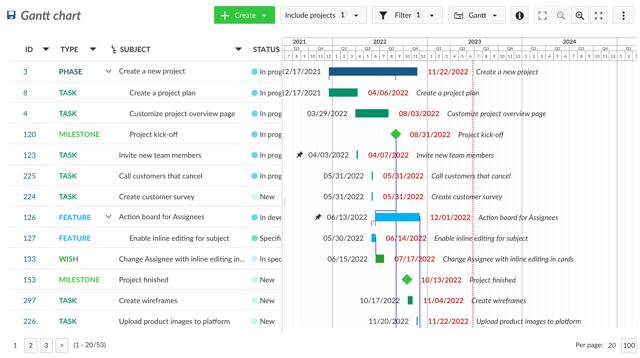 Gantt chart
+ Create
Include projects 1
Filter 1
Gantt
ID TYPE SUBJECT STATUS
2021 2022 2023 2024
Q3 Q4 Q1 Q2 Q3 Q4 Q1 Q2 Q3 Q4 Q1 Q2 Q3 Q4 Q1
7 8 9 10 11 12 1 2 3 4 5 6 7 8 9 10 11 12 1 2 3 4 5 6 7 8 9 10 11 12 1 2 3 4 5 6 7 8 9 10 11 12 1 2 3
3 PHASE Create a new project In prog 12/17/2021 11/22/2022 Create a new project
8 TASK Create a project plan In prog 12/17/2021 04/06/2022 Create a project plan
4 TASK Customize project overview page In prog 03/29/2022 08/03/2022 Customize project overview page
120 MILESTONE Project kick-off In prog 08/31/2022 Project kick-off
123 TASK Invite new team members In prog 04/03/2022 04/07/2022 Invite new team members
225 TASK Call customers that cancel In prog 05/31/2022 05/31/2022 Call customers that cancel
224 TASK Create customer survey New 05/31/2022 05/31/2022 Create customer survey
126 FEATURE Action board for Assignees In deve 06/13/2022 12/01/2022 Action board for Assignees
127 FEATURE Enable inline editing for subject Specifi 05/30/2022 06/14/2022 Enable inline editing for subject
133 WISH Change Assignee with inline editing in... In spec 06/15/2022 07/17/2022 Change Assignee with inline editing in cards
153 MILESTONE Project finished New 10/13/2022 Project finished
297 TASK Create wireframes New 10/17/2022 11/04/2022 Create wireframes
226 TASK Upload product images to platform New 11/20/2022 11/22/2022 Upload product images to platform
1 2 3 > (1 - 20/53) Per page: 20 100